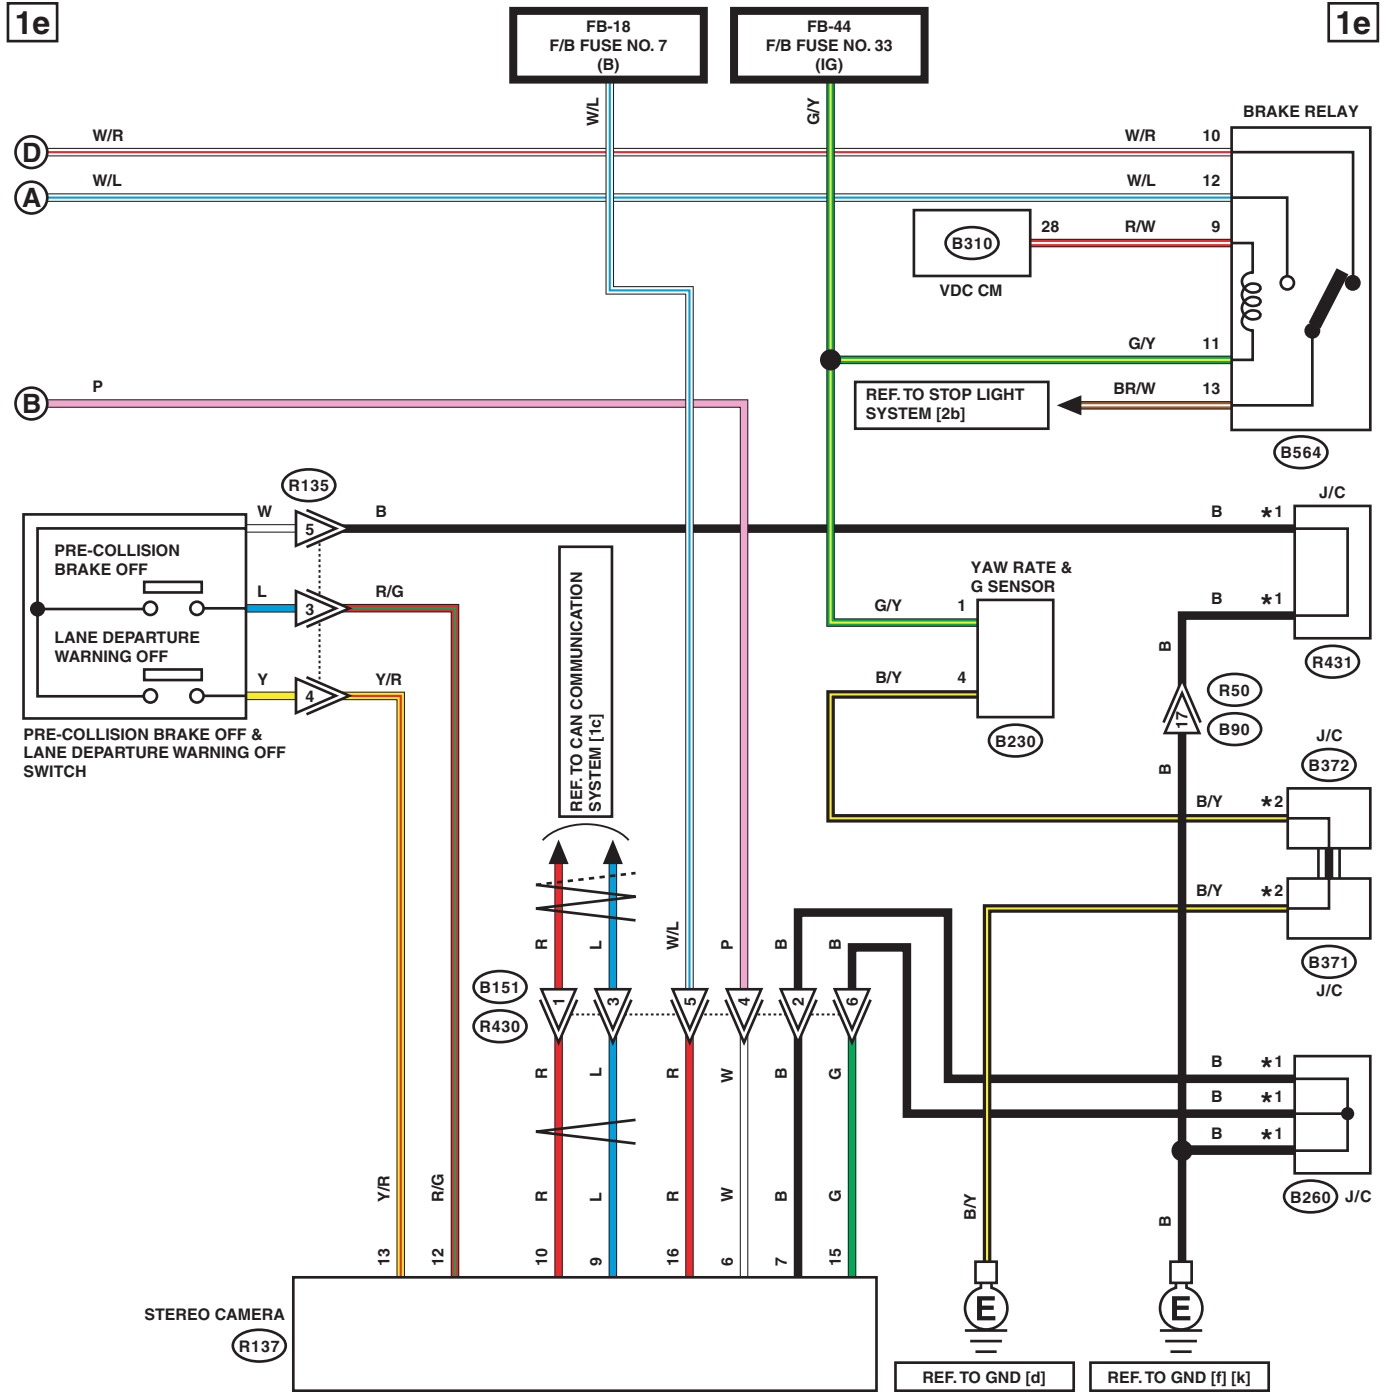 1e
FB-18
F/B FUSE NO. 7
(B)
FB-44
F/B FUSE NO. 33
(IG)
1e
W/L
G/Y
BRAKE RELAY
D
W/R
W/R 10
A
W/L
W/L 12
B310
28 R/W 9
VDC CM
G/Y 11
B
P
REF. TO STOP LIGHT
SYSTEM [2b]
BR/W 13
B564
R135
J/C
W
5
B
B *1
PRE-COLLISION
BRAKE OFF
L
3
R/G
LANE DEPARTURE
WARNING OFF
Y
4
Y/R
PRE-COLLISION BRAKE OFF &
LANE DEPARTURE WARNING OFF
SWITCH
REF. TO CAN COMMUNICATION
SYSTEM [1c]
YAW RATE &
G SENSOR
G/Y 1
B/Y 4
B230
B *1
R431
B
R50
17
B90
B
J/C
B372
B/Y *2
B/Y *2
B371
J/C
R
L
W/L
P
B
B
B151
R430
1
3
5
4
2
6
R
L
R
W
B
G
B *1
B *1
B *1
B260 J/C
Y/R
R/G
R
L
R
W
B
G
B/Y
B
13
12
10
9
16
6
7
15
STEREO CAMERA
R137
E
E
REF. TO GND [d]
REF. TO GND [f] [k]